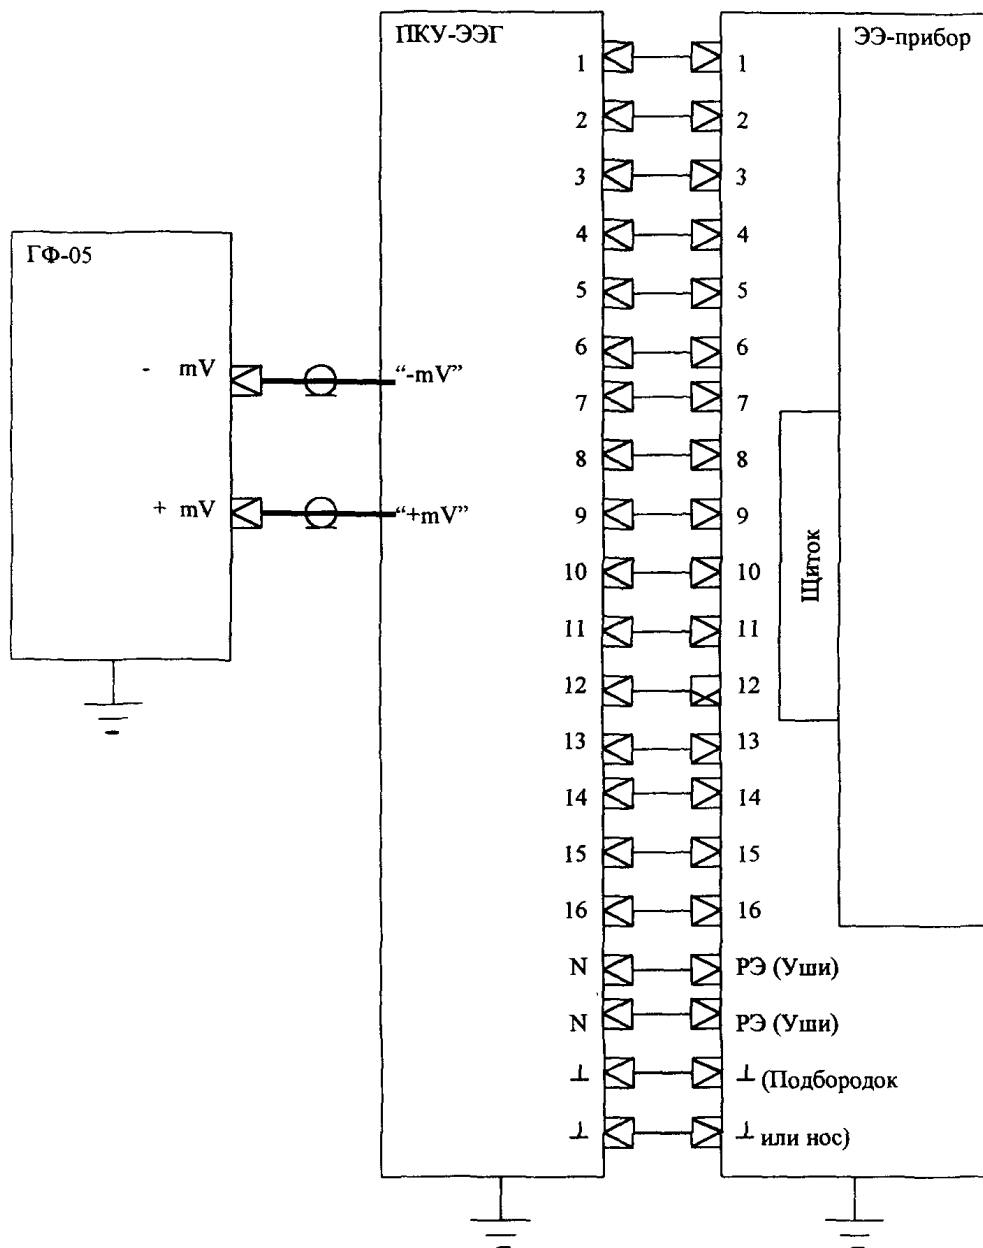 ПКУ-ЭЭГ
ЭЭ-прибор
1 1
2 2
3 3
4 4
ГФ-05
5 5
6 6
- mV "-mV"
7 7
8 8
+ mV "+mV"
9 9
10 10
Щиток
11 11
12 12
13 13
14 14
15 15
16 16
N РЭ (Уши)
N РЭ (Уши)
⊥ ⊥ (Подбородок
⊥ ⊥ или нос)